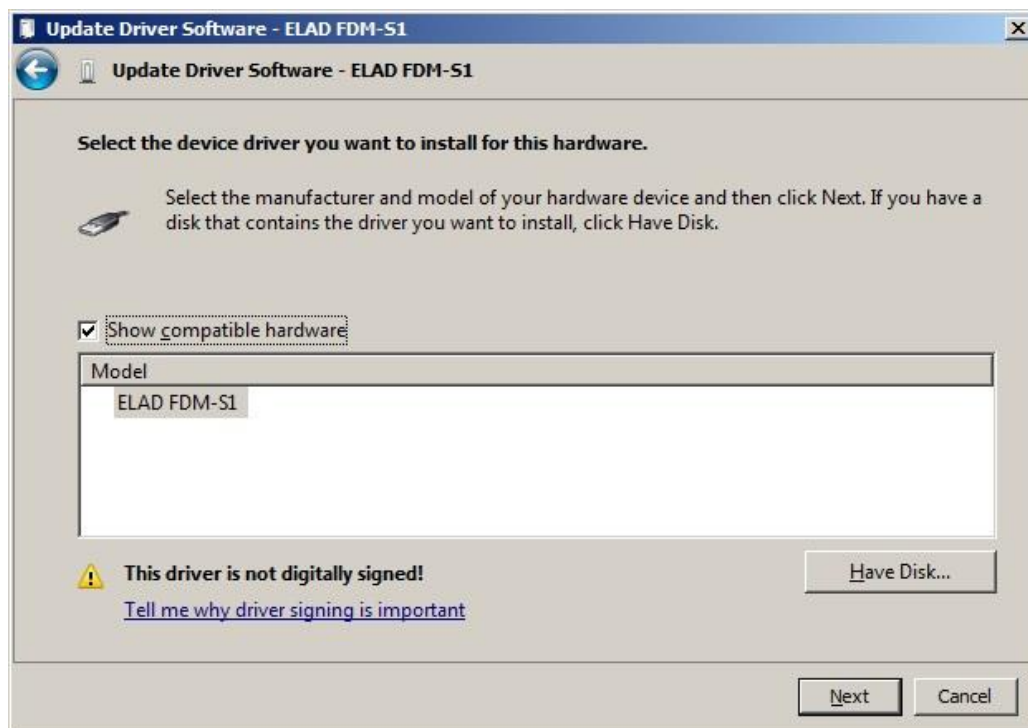 Update Driver Software - ELAD FDM-S1
Update Driver Software - ELAD FDM-S1
Select the device driver you want to install for this hardware.
Select the manufacturer and model of your hardware device and then click Next. If you have a
disk that contains the driver you want to install, click Have Disk.
Show compatible hardware
Model
ELAD FDM-S1
This driver is not digitally signed!
Have Disk...
Tell me why driver signing is important
Next
Cancel